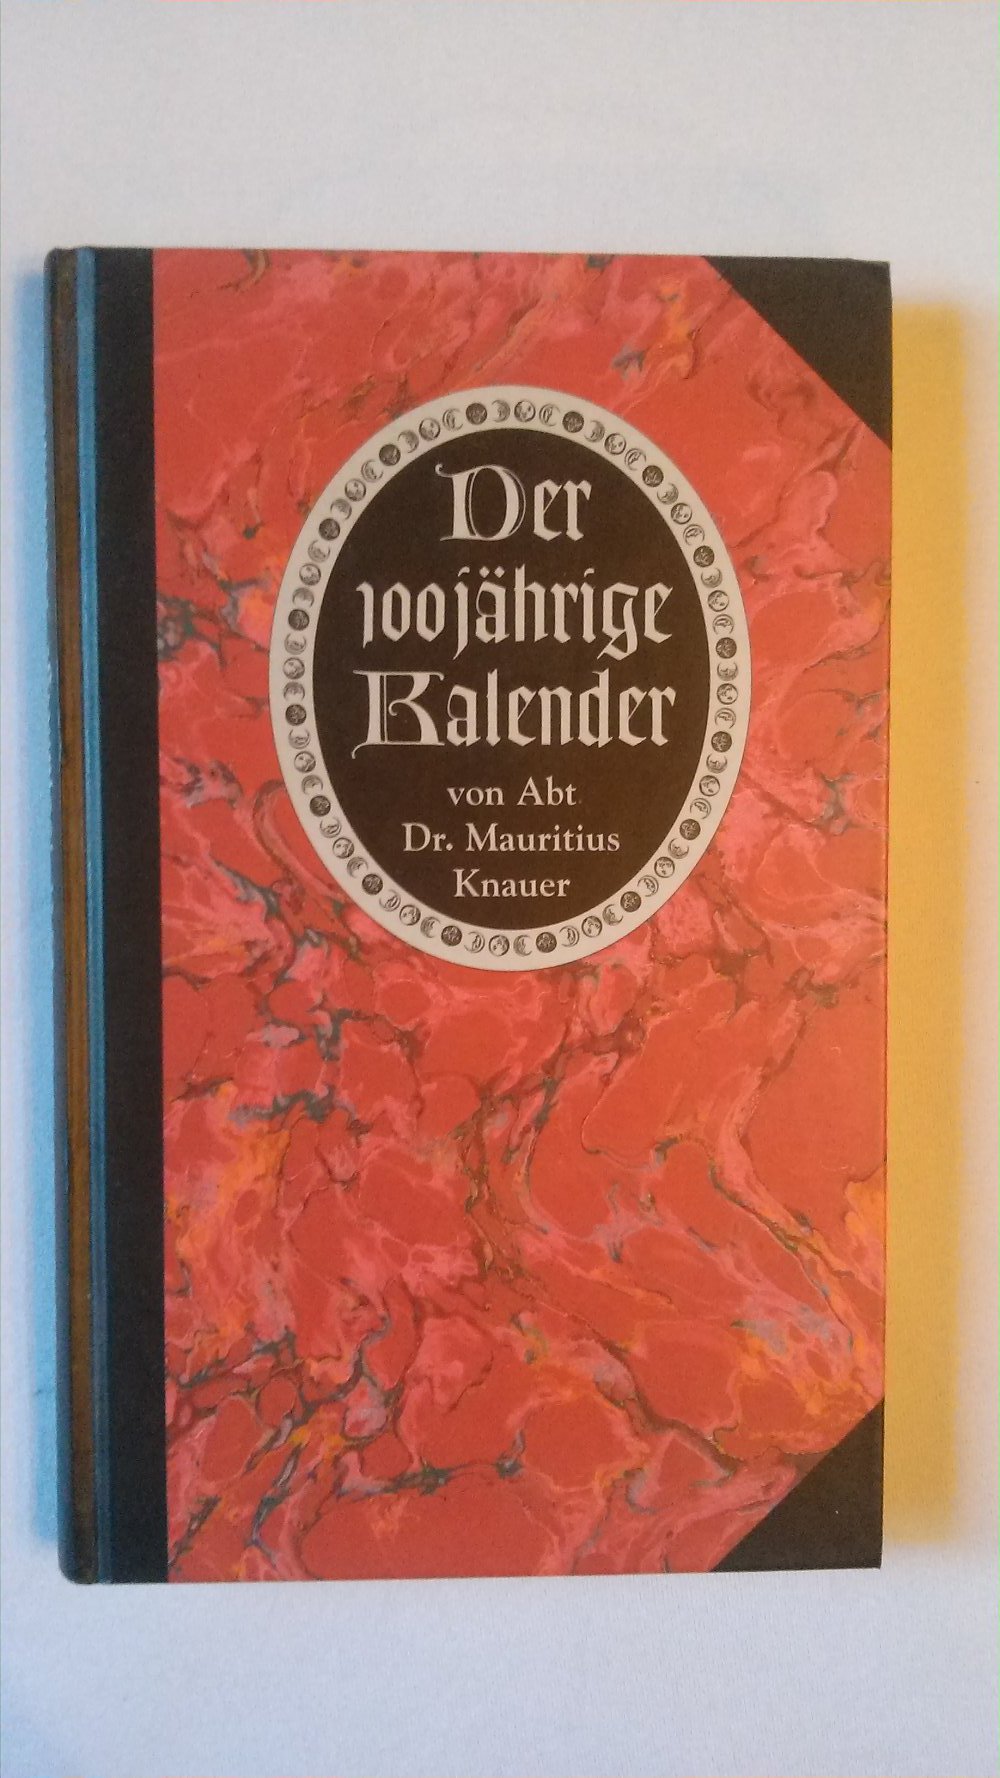 Der
100jährige
Kalender
von Abt
Dr. Mauritius
Knauer